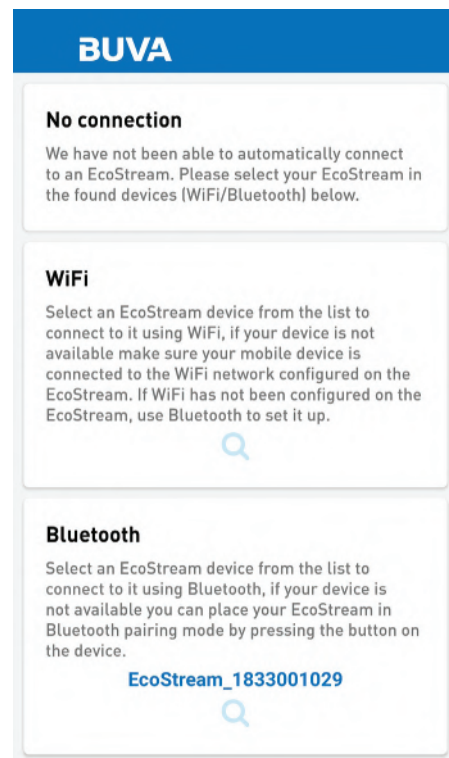 BUVA
No connection
We have not been able to automatically connect
to an EcoStream. Please select your EcoStream in
the found devices (WiFi/Bluetooth) below.
WiFi
Select an EcoStream device from the list to
connect to it using WiFi, if your device is not
available make sure your mobile device is
connected to the WiFi network configured on the
EcoStream. If WiFi has not been configured on the
EcoStream, use Bluetooth to set it up.
Bluetooth
Select an EcoStream device from the list to
connect to it using Bluetooth, if your device is
not available you can place your EcoStream in
Bluetooth pairing mode by pressing the button on
the device.
EcoStream_1833001029